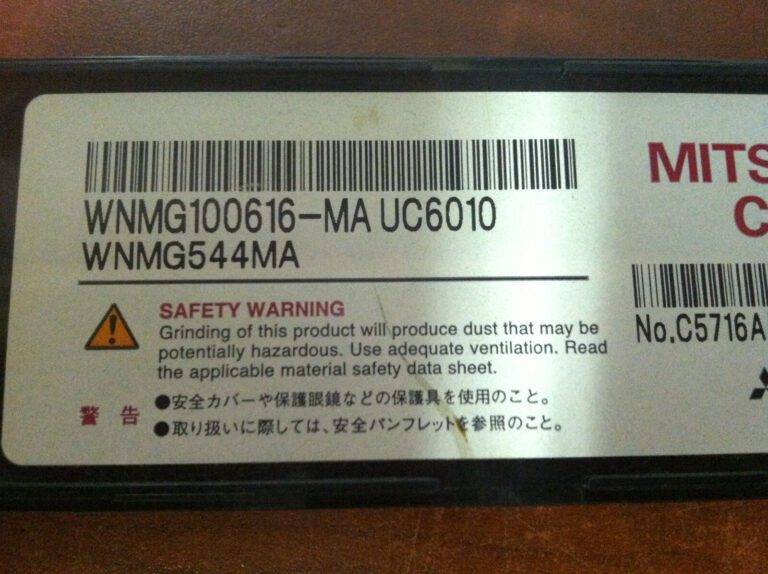 WNMG100616-MA UC6010
WNMG544MA
SAFETY WARNING
Grinding of this product will produce dust that may be
potentially hazardous. Use adequate ventilation. Read
the applicable material safety data sheet.
警 告
●安全カバーや保護眼鏡などの保護具を使用のこと。
●取り扱いに際しては、安全パンフレットを参照のこと。
MITS
C
No.C5716A